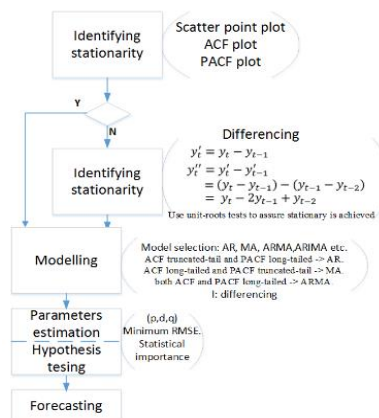 Identifying
stationarity
Scatter point plot
ACF plot
PACF plot
Y
N
Identifying
stationarity
Differencing
y′ₜ = yₜ − yₜ₋₁
y″ₜ = y′ₜ − y′ₜ₋₁
= (yₜ − yₜ₋₁) − (yₜ₋₁ − yₜ₋₂)
= yₜ − 2yₜ₋₁ + yₜ₋₂
Use unit-roots tests to assure stationary is achieved
Modelling
Model selection: AR, MA, ARMA,ARIMA etc.
ACF truncated-tail and PACF long-tailed -> AR.
ACF long-tailed and PACF truncated-tail -> MA.
both ACF and PACF long-tailed -> ARMA.
I: differencing
Parameters
estimation
Hypothesis
tesing
(p,d,q)
Minimum RMSE.
Statistical
importance
Forecasting